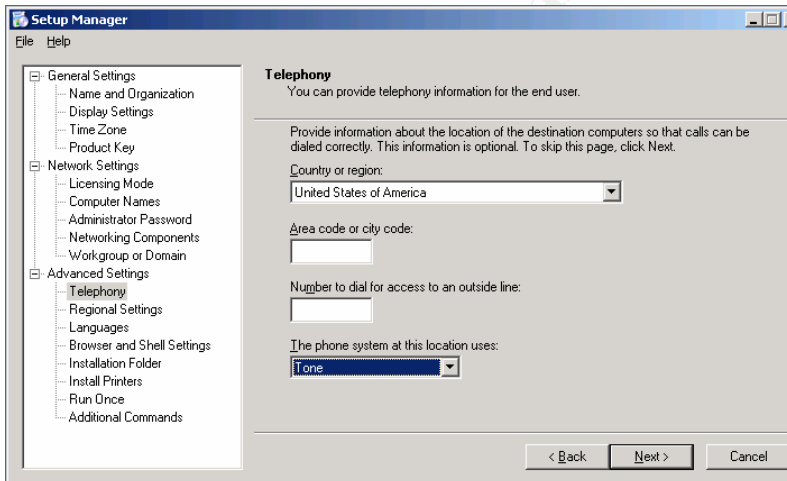 Setup Manager
File Help
General Settings
Name and Organization
Display Settings
Time Zone
Product Key
Network Settings
Licensing Mode
Computer Names
Administrator Password
Networking Components
Workgroup or Domain
Advanced Settings
Telephony
Regional Settings
Languages
Browser and Shell Settings
Installation Folder
Install Printers
Run Once
Additional Commands
Telephony
You can provide telephony information for the end user.
Provide information about the location of the destination computers so that calls can be
dialed correctly. This information is optional. To skip this page, click Next.
Country or region:
United States of America
Area code or city code:
Number to dial for access to an outside line:
The phone system at this location uses:
Tone
< Back Next > Cancel